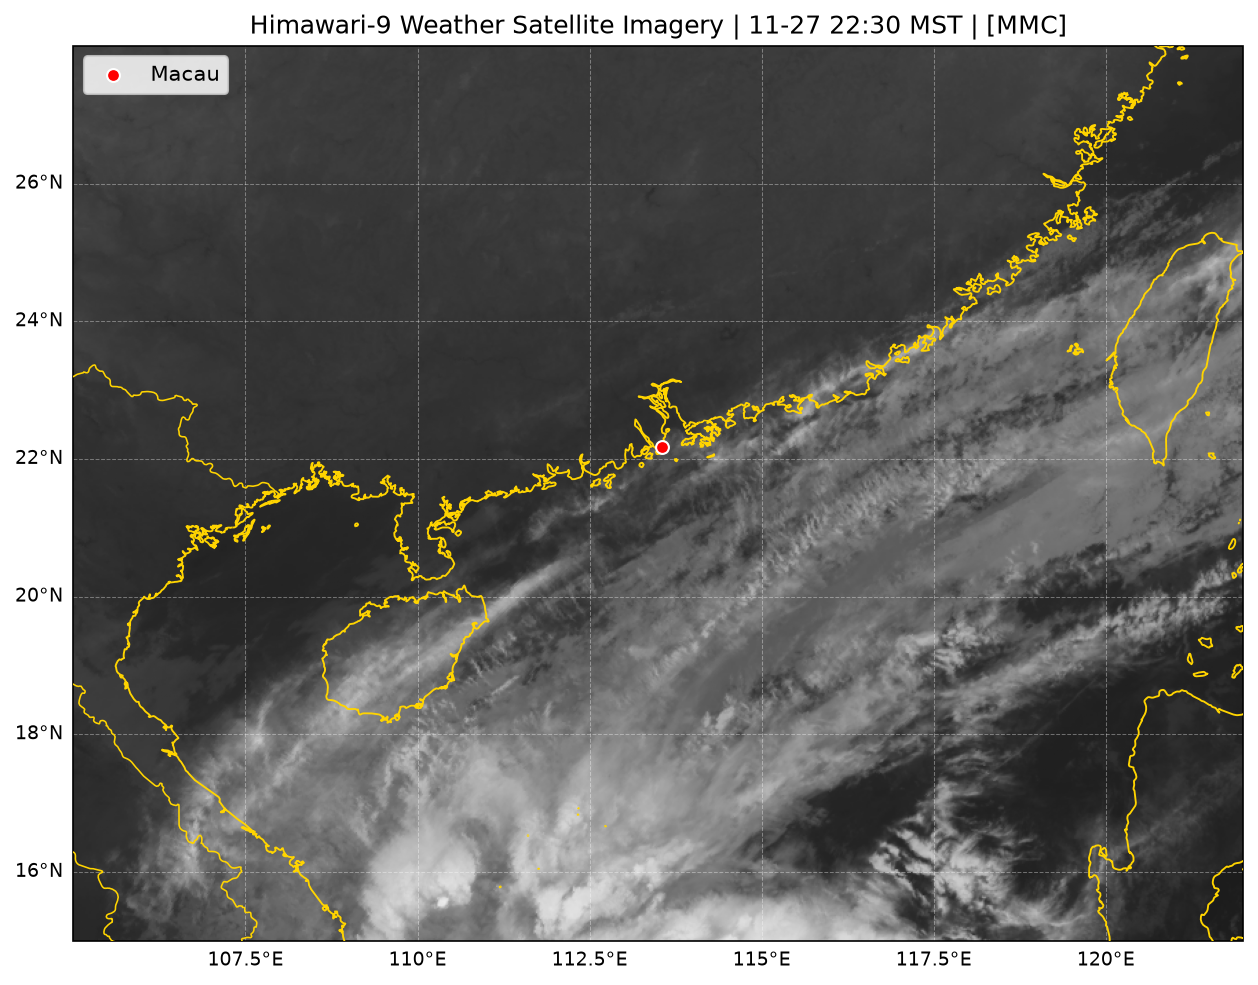 Himawari-9 Weather Satellite Imagery | 11-27 22:30 MST | [MMC]
Macau
26°N
24°N
22°N
20°N
18°N
16°N
107.5°E 110°E 112.5°E 115°E 117.5°E 120°E